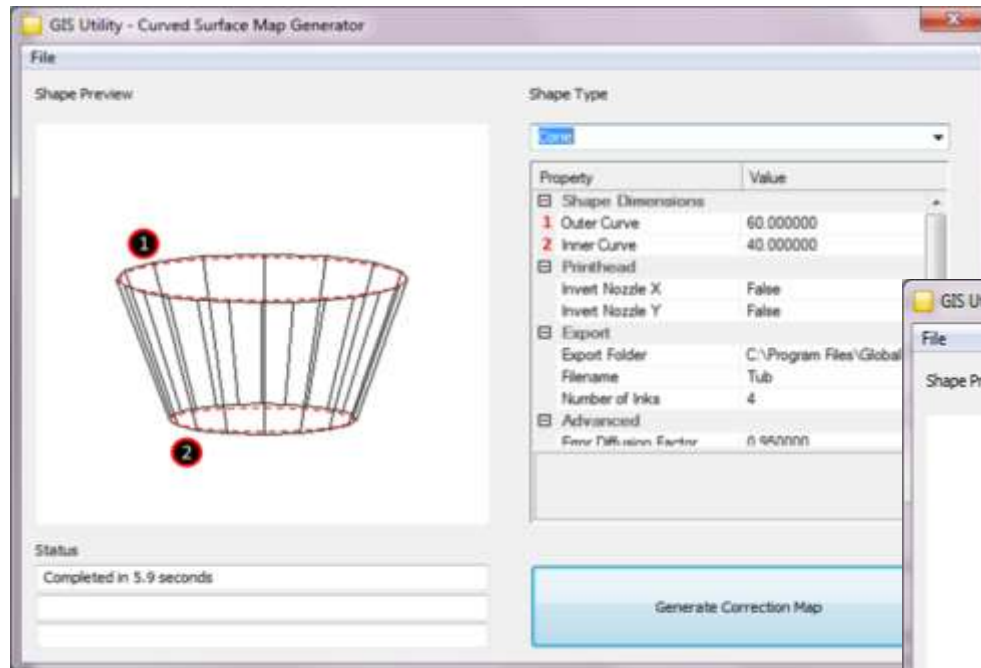 GIS Utility - Curved Surface Map Generator
File
Shape Preview
Shape Type
Cone
Property Value
Shape Dimensions
1 Outer Curve 60.000000
2 Inner Curve 40.000000
Printhead
Invert Nozzle X False
Invert Nozzle Y False
Export
Export Folder C:\Program Files\Global
Filename Tub
Number of Inks 4
Advanced
Error Diffusion Factor 0.950000
1
2
Status
Completed in 5.9 seconds
Generate Correction Map
GIS Ut
File
Shape Pr